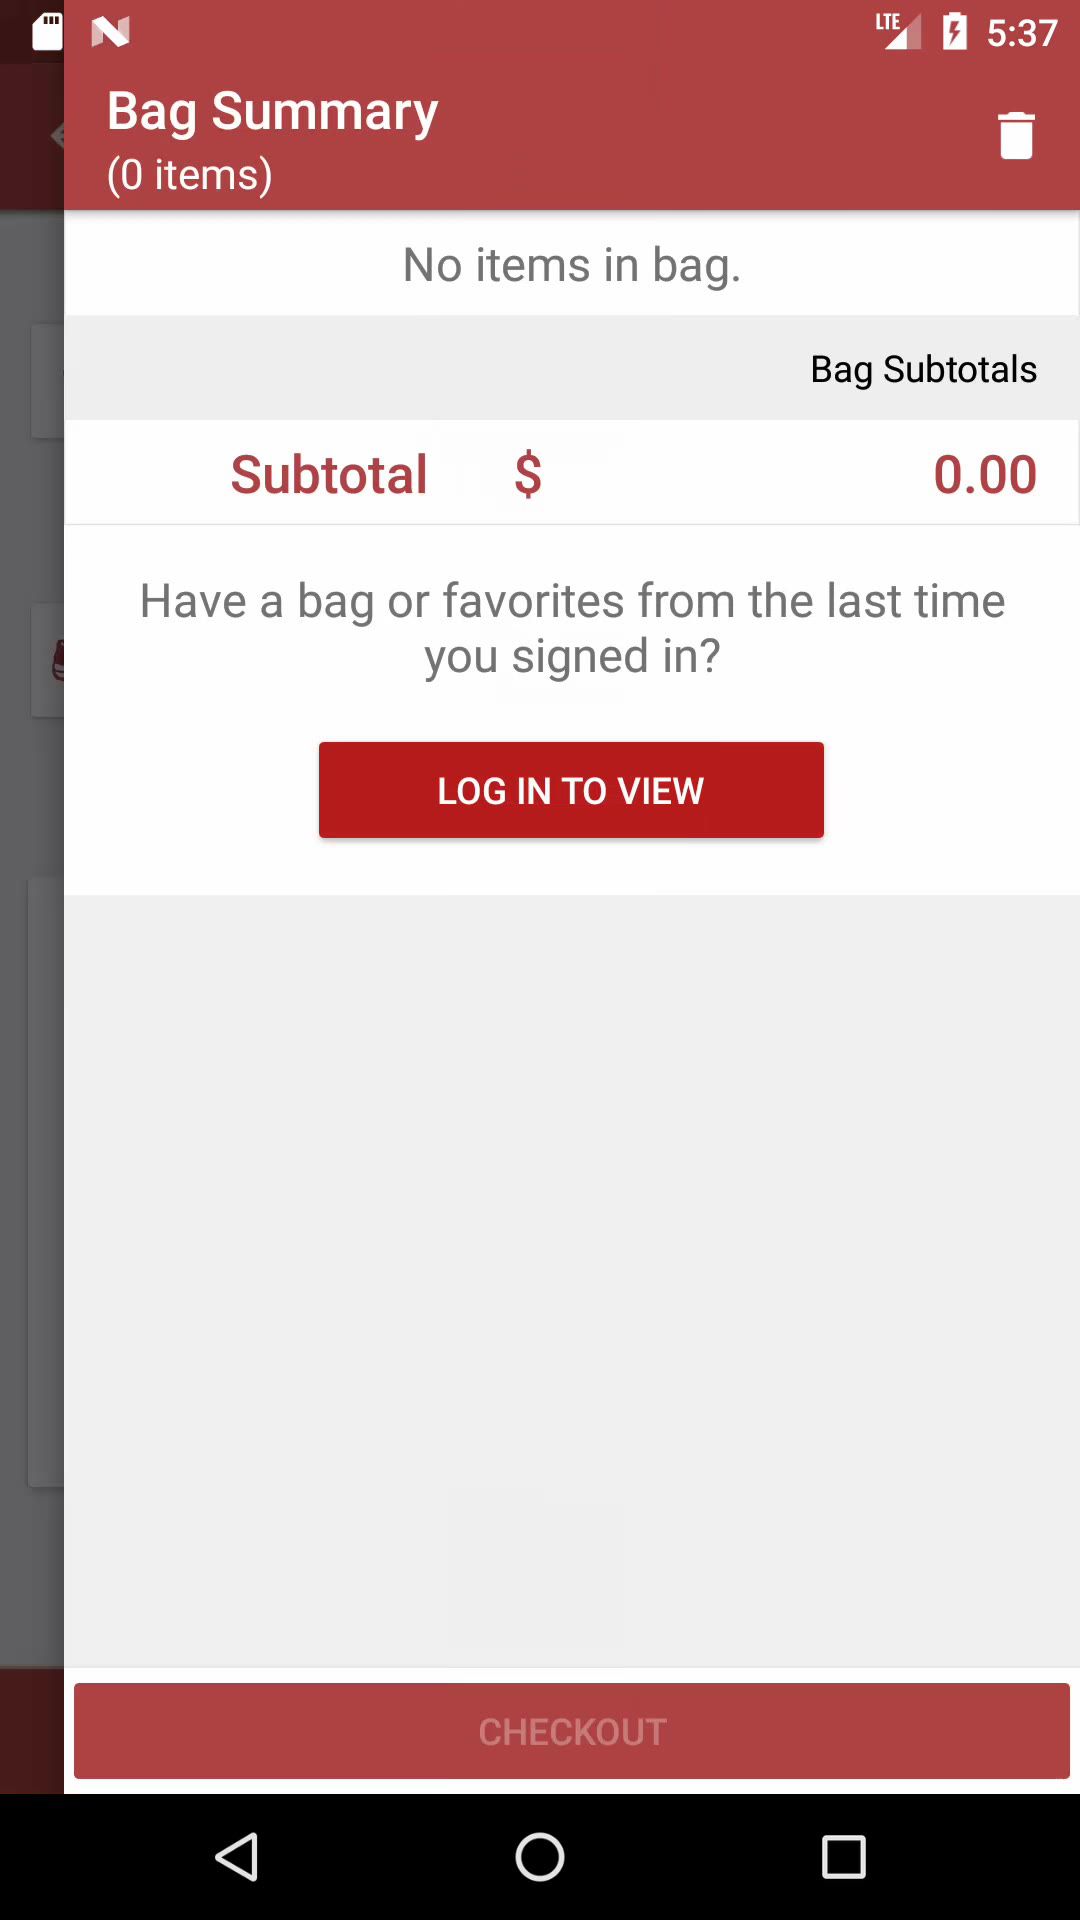 LTE 5:37
Bag Summary
(0 items)
No items in bag.
Bag Subtotals
Subtotal $ 0.00
Have a bag or favorites from the last time
you signed in?
LOG IN TO VIEW
CHECKOUT